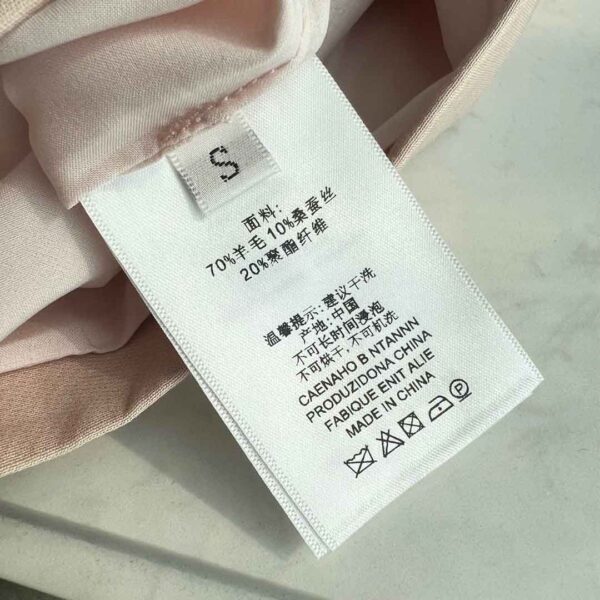 S
面料:
70%羊毛10%桑蚕丝
20%聚酯纤维
温馨提示: 建议干洗
产地: 中国
不可长时间浸泡
不可烘干, 不可机洗
CAENAHO B NTANNN
PRODUZIDONA CHINA
FABIQUE ENIT ALIE
MADE IN CHINA